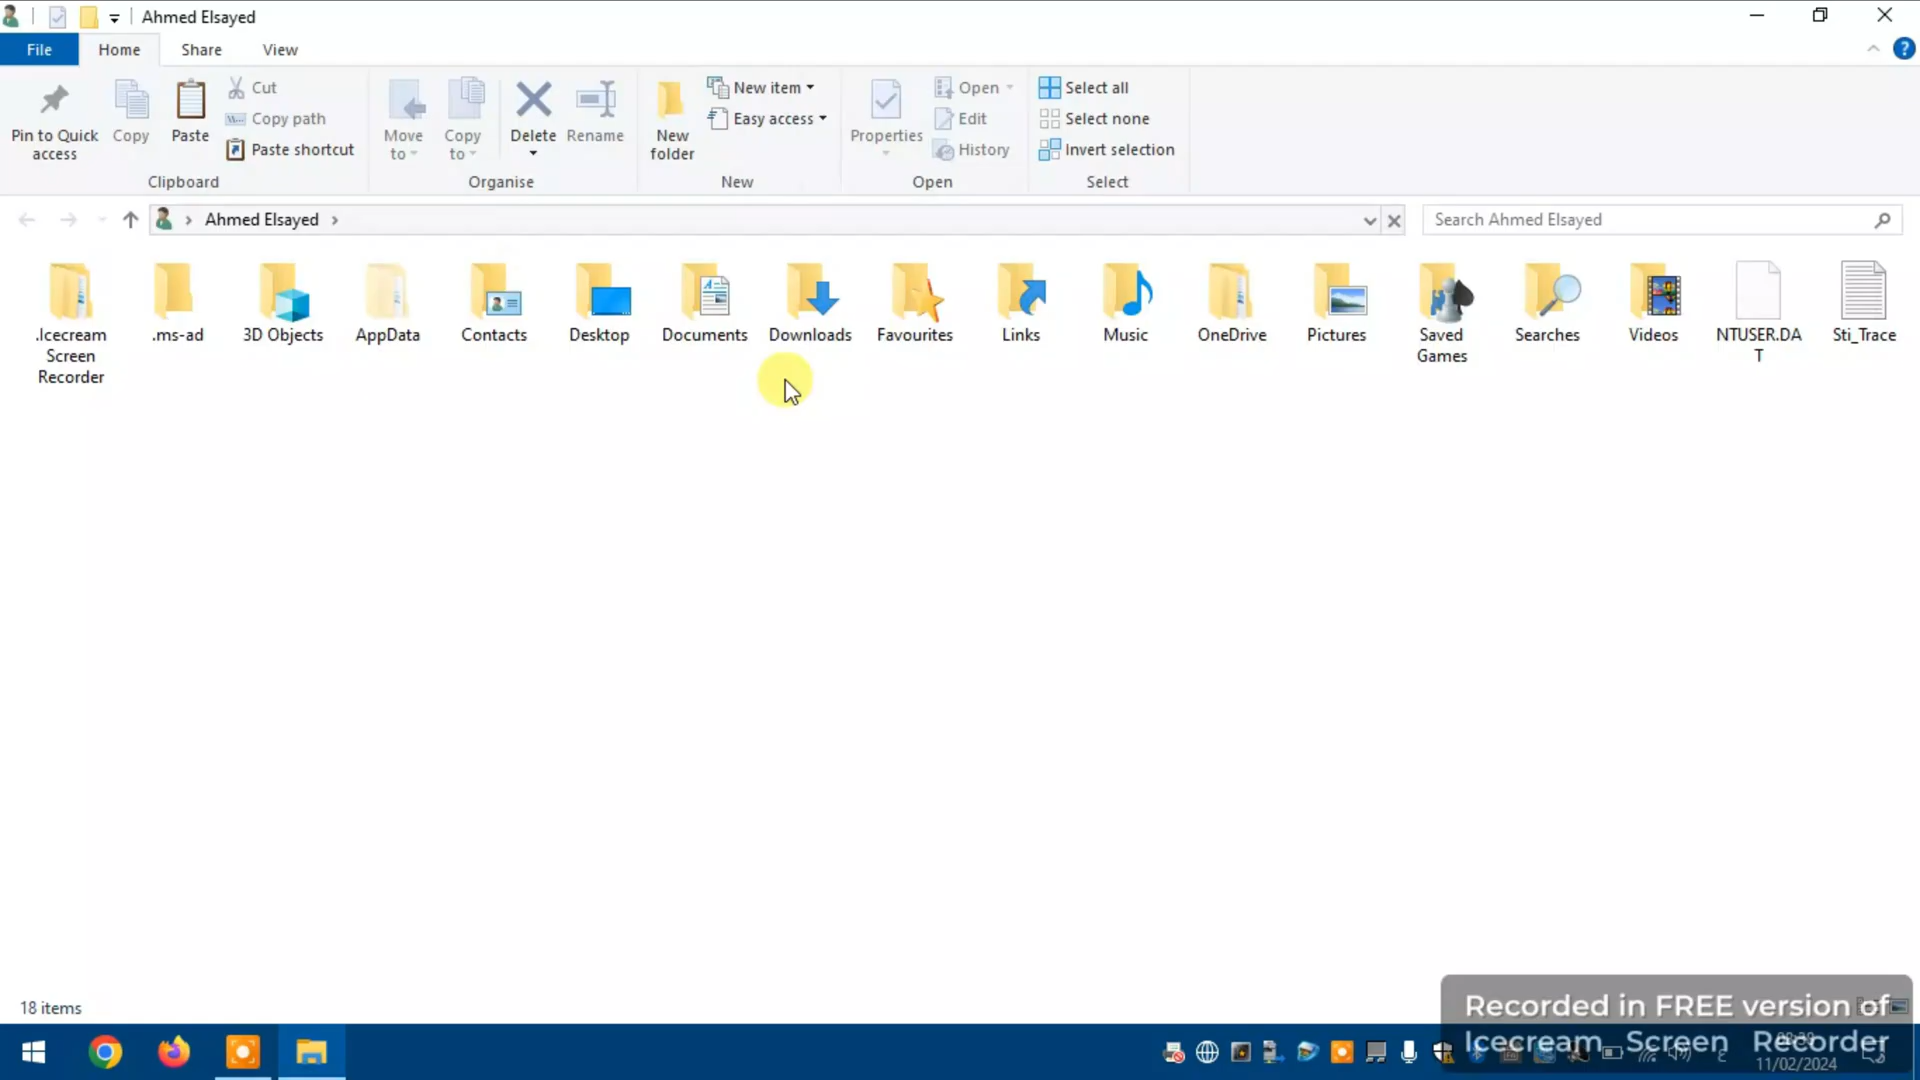 Ahmed Elsayed
File Home Share View
Pin to Quick access
Copy
Paste
Cut
Copy path
Paste shortcut
Clipboard
Move to
Copy to
Delete
Rename
Organise
New folder
New item
Easy access
New
Properties
Open
Edit
History
Open
Select all
Select none
Invert selection
Select
Ahmed Elsayed
Search Ahmed Elsayed
.Icecream Screen Recorder
.ms-ad
3D Objects
AppData
Contacts
Desktop
Documents
Downloads
Favourites
Links
Music
OneDrive
Pictures
Saved Games
Searches
Videos
NTUSER.DA
T
Sti_Trace
18 items
Recorded in FREE version of
Icecream Screen Recorder
11/02/2024